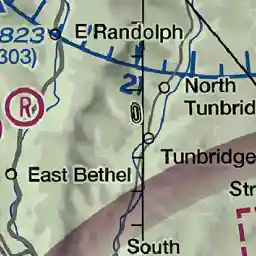 823
303)
E Randolph
2
North
Tunbrid
R
0
Tunbridge
East Bethel
Str
South